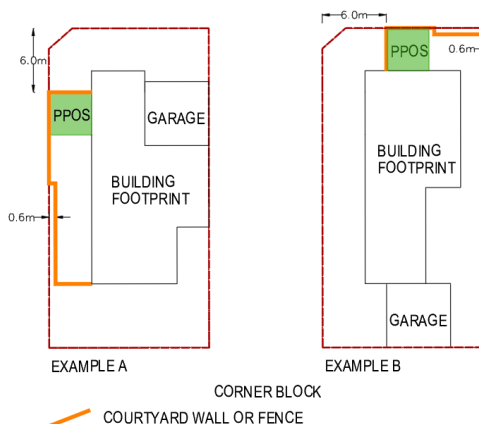 6.0m
PPOS
GARAGE
BUILDING
FOOTPRINT
0.6m
EXAMPLE A
6.0m
PPOS
0.6m
BUILDING
FOOTPRINT
GARAGE
EXAMPLE B
CORNER BLOCK
COURTYARD WALL OR FENCE